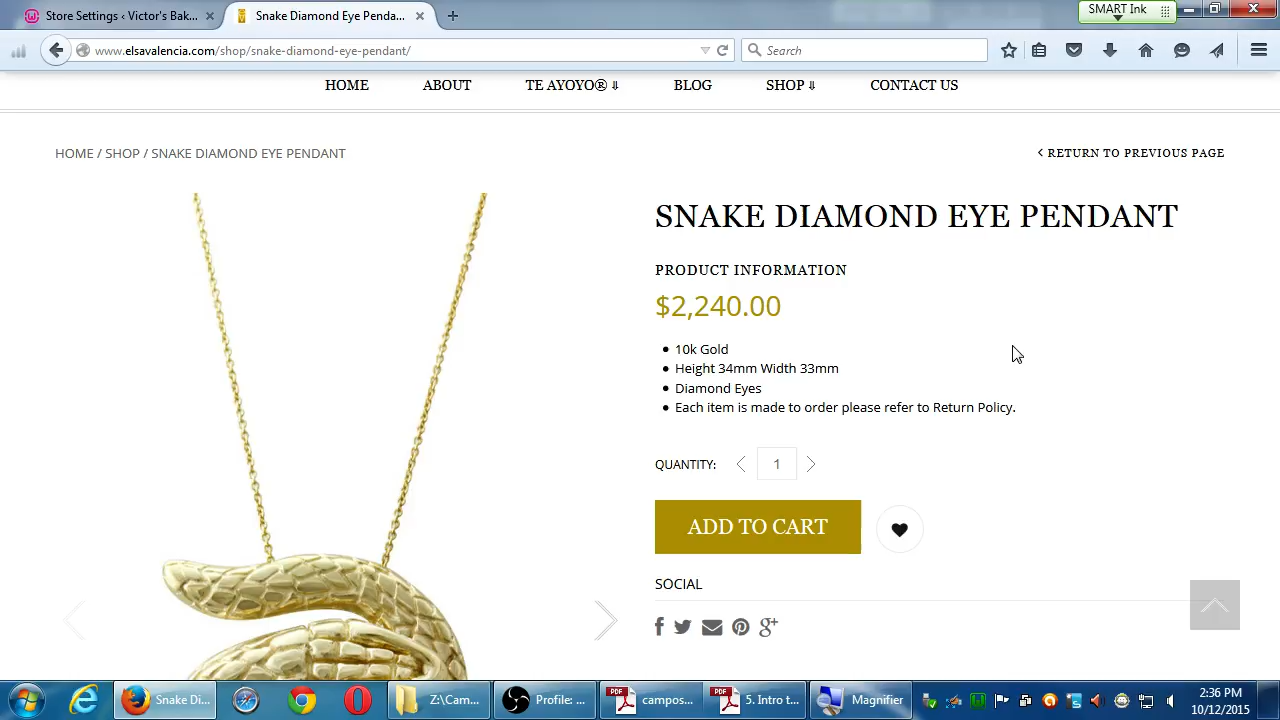 Store Settings ‹ Victor's Bak...
Snake Diamond Eye Penda...
SMART Ink
www.elsavalencia.com/shop/snake-diamond-eye-pendant/
Search
HOME
ABOUT
TE AYOYO® ⇓
BLOG
SHOP ⇓
CONTACT US
HOME / SHOP / SNAKE DIAMOND EYE PENDANT
< RETURN TO PREVIOUS PAGE
SNAKE DIAMOND EYE PENDANT
PRODUCT INFORMATION
$2,240.00
• 10k Gold
• Height 34mm Width 33mm
• Diamond Eyes
• Each item is made to order please refer to Return Policy.
QUANTITY:
1
ADD TO CART
SOCIAL
Snake Di...
Z:\Cam...
Profile: ...
PDF
campos...
PDF
5. Intro t...
Magnifier
2:36 PM
10/12/2015